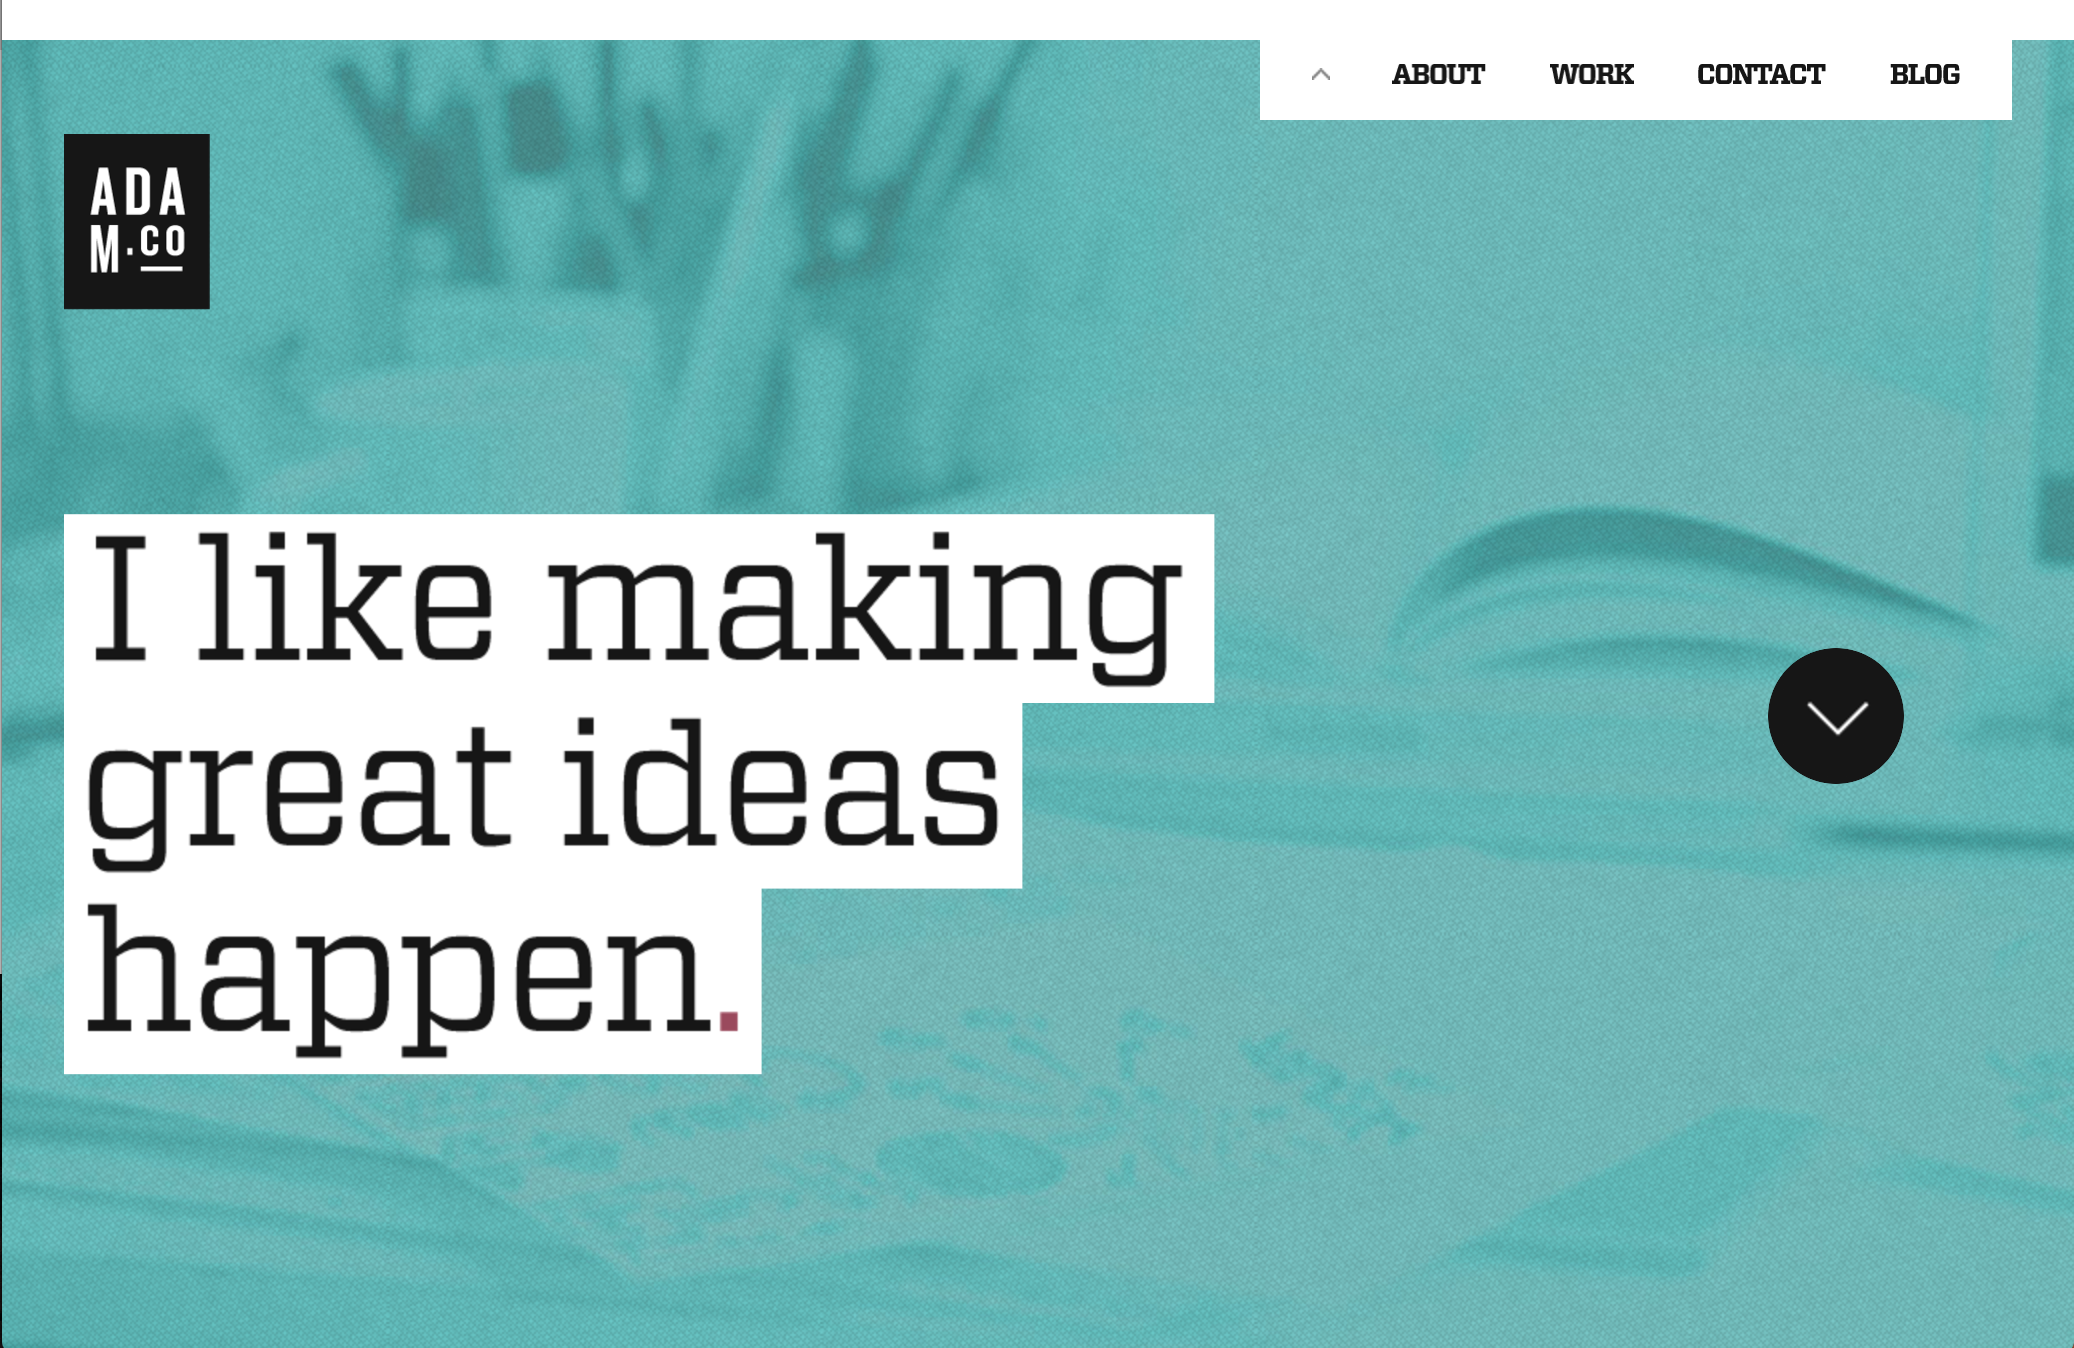 ABOUT WORK CONTACT BLOG
ADA
M.CO
I like making
great ideas
happen.